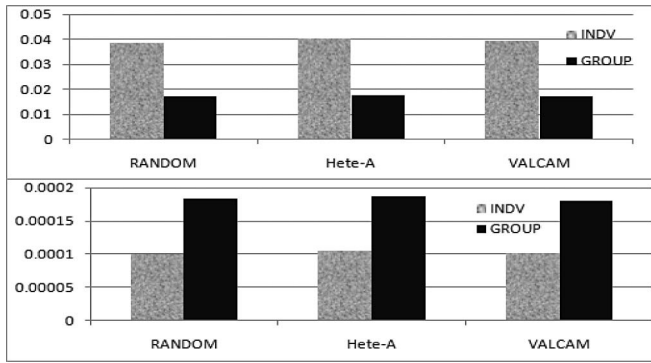 0.05
0.04
0.03
0.02
0.01
0
INDV
GROUP
RANDOM Hete-A VALCAM
0.0002
0.00015
0.0001
0.00005
0
INDV
GROUP
RANDOM Hete-A VALCAM